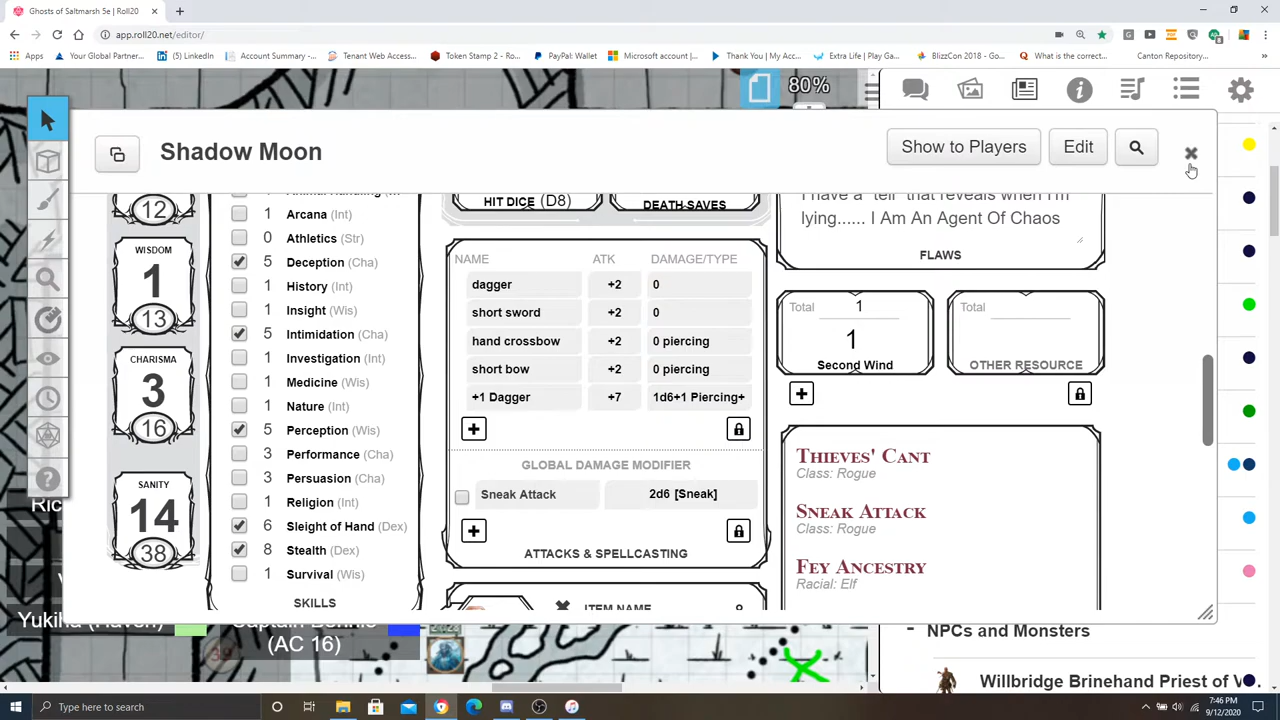 Ghosts of Saltmarsh 5e | Roll20
app.roll20.net/editor/
Apps
Your Global Partner...
(5) LinkedIn
Account Summary -...
Tenant Web Access...
Token Stamp 2 - Ro...
PayPal: Wallet
Microsoft account |...
Thank You | My Acc...
Extra Life | Play Ga...
BlizzCon 2018 - Go...
What is the correct...
Canton Repository...
80%
Shadow Moon
Show to Players
Edit
12
WISDOM
1
13
CHARISMA
3
16
SANITY
14
38
1 Arcana (Int)
0 Athletics (Str)
5 Deception (Cha)
1 History (Int)
1 Insight (Wis)
5 Intimidation (Cha)
1 Investigation (Int)
1 Medicine (Wis)
1 Nature (Int)
5 Perception (Wis)
3 Performance (Cha)
3 Persuasion (Cha)
1 Religion (Int)
6 Sleight of Hand (Dex)
8 Stealth (Dex)
1 Survival (Wis)
SKILLS
HIT DICE (D8)
DEATH SAVES
NAME ATK DAMAGE/TYPE
dagger +2 0
short sword +2 0
hand crossbow +2 0 piercing
short bow +2 0 piercing
+1 Dagger +7 1d6+1 Piercing+
GLOBAL DAMAGE MODIFIER
Sneak Attack 2d6 [Sneak]
ATTACKS & SPELLCASTING
ITEM NAME
I have a "tell" that reveals when I'm
lying...... I Am An Agent Of Chaos
FLAWS
Total 1
1
Second Wind
Total
OTHER RESOURCE
THIEVES' CANT
Class: Rogue
SNEAK ATTACK
Class: Rogue
FEY ANCESTRY
Racial: Elf
Yukina (Haven)
(AC 16)
NPCs and Monsters
Willbridge Brinehand Priest of V...
Type here to search
7:46 PM
9/12/2020